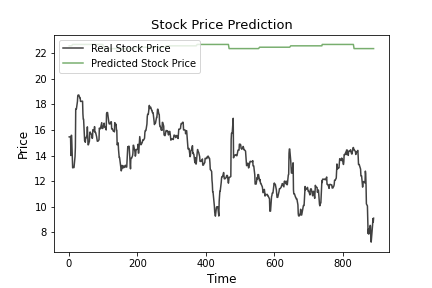 Stock Price Prediction
Real Stock Price
Predicted Stock Price
Price
22
20
18
16
14
12
10
8
0 200 400 600 800
Time